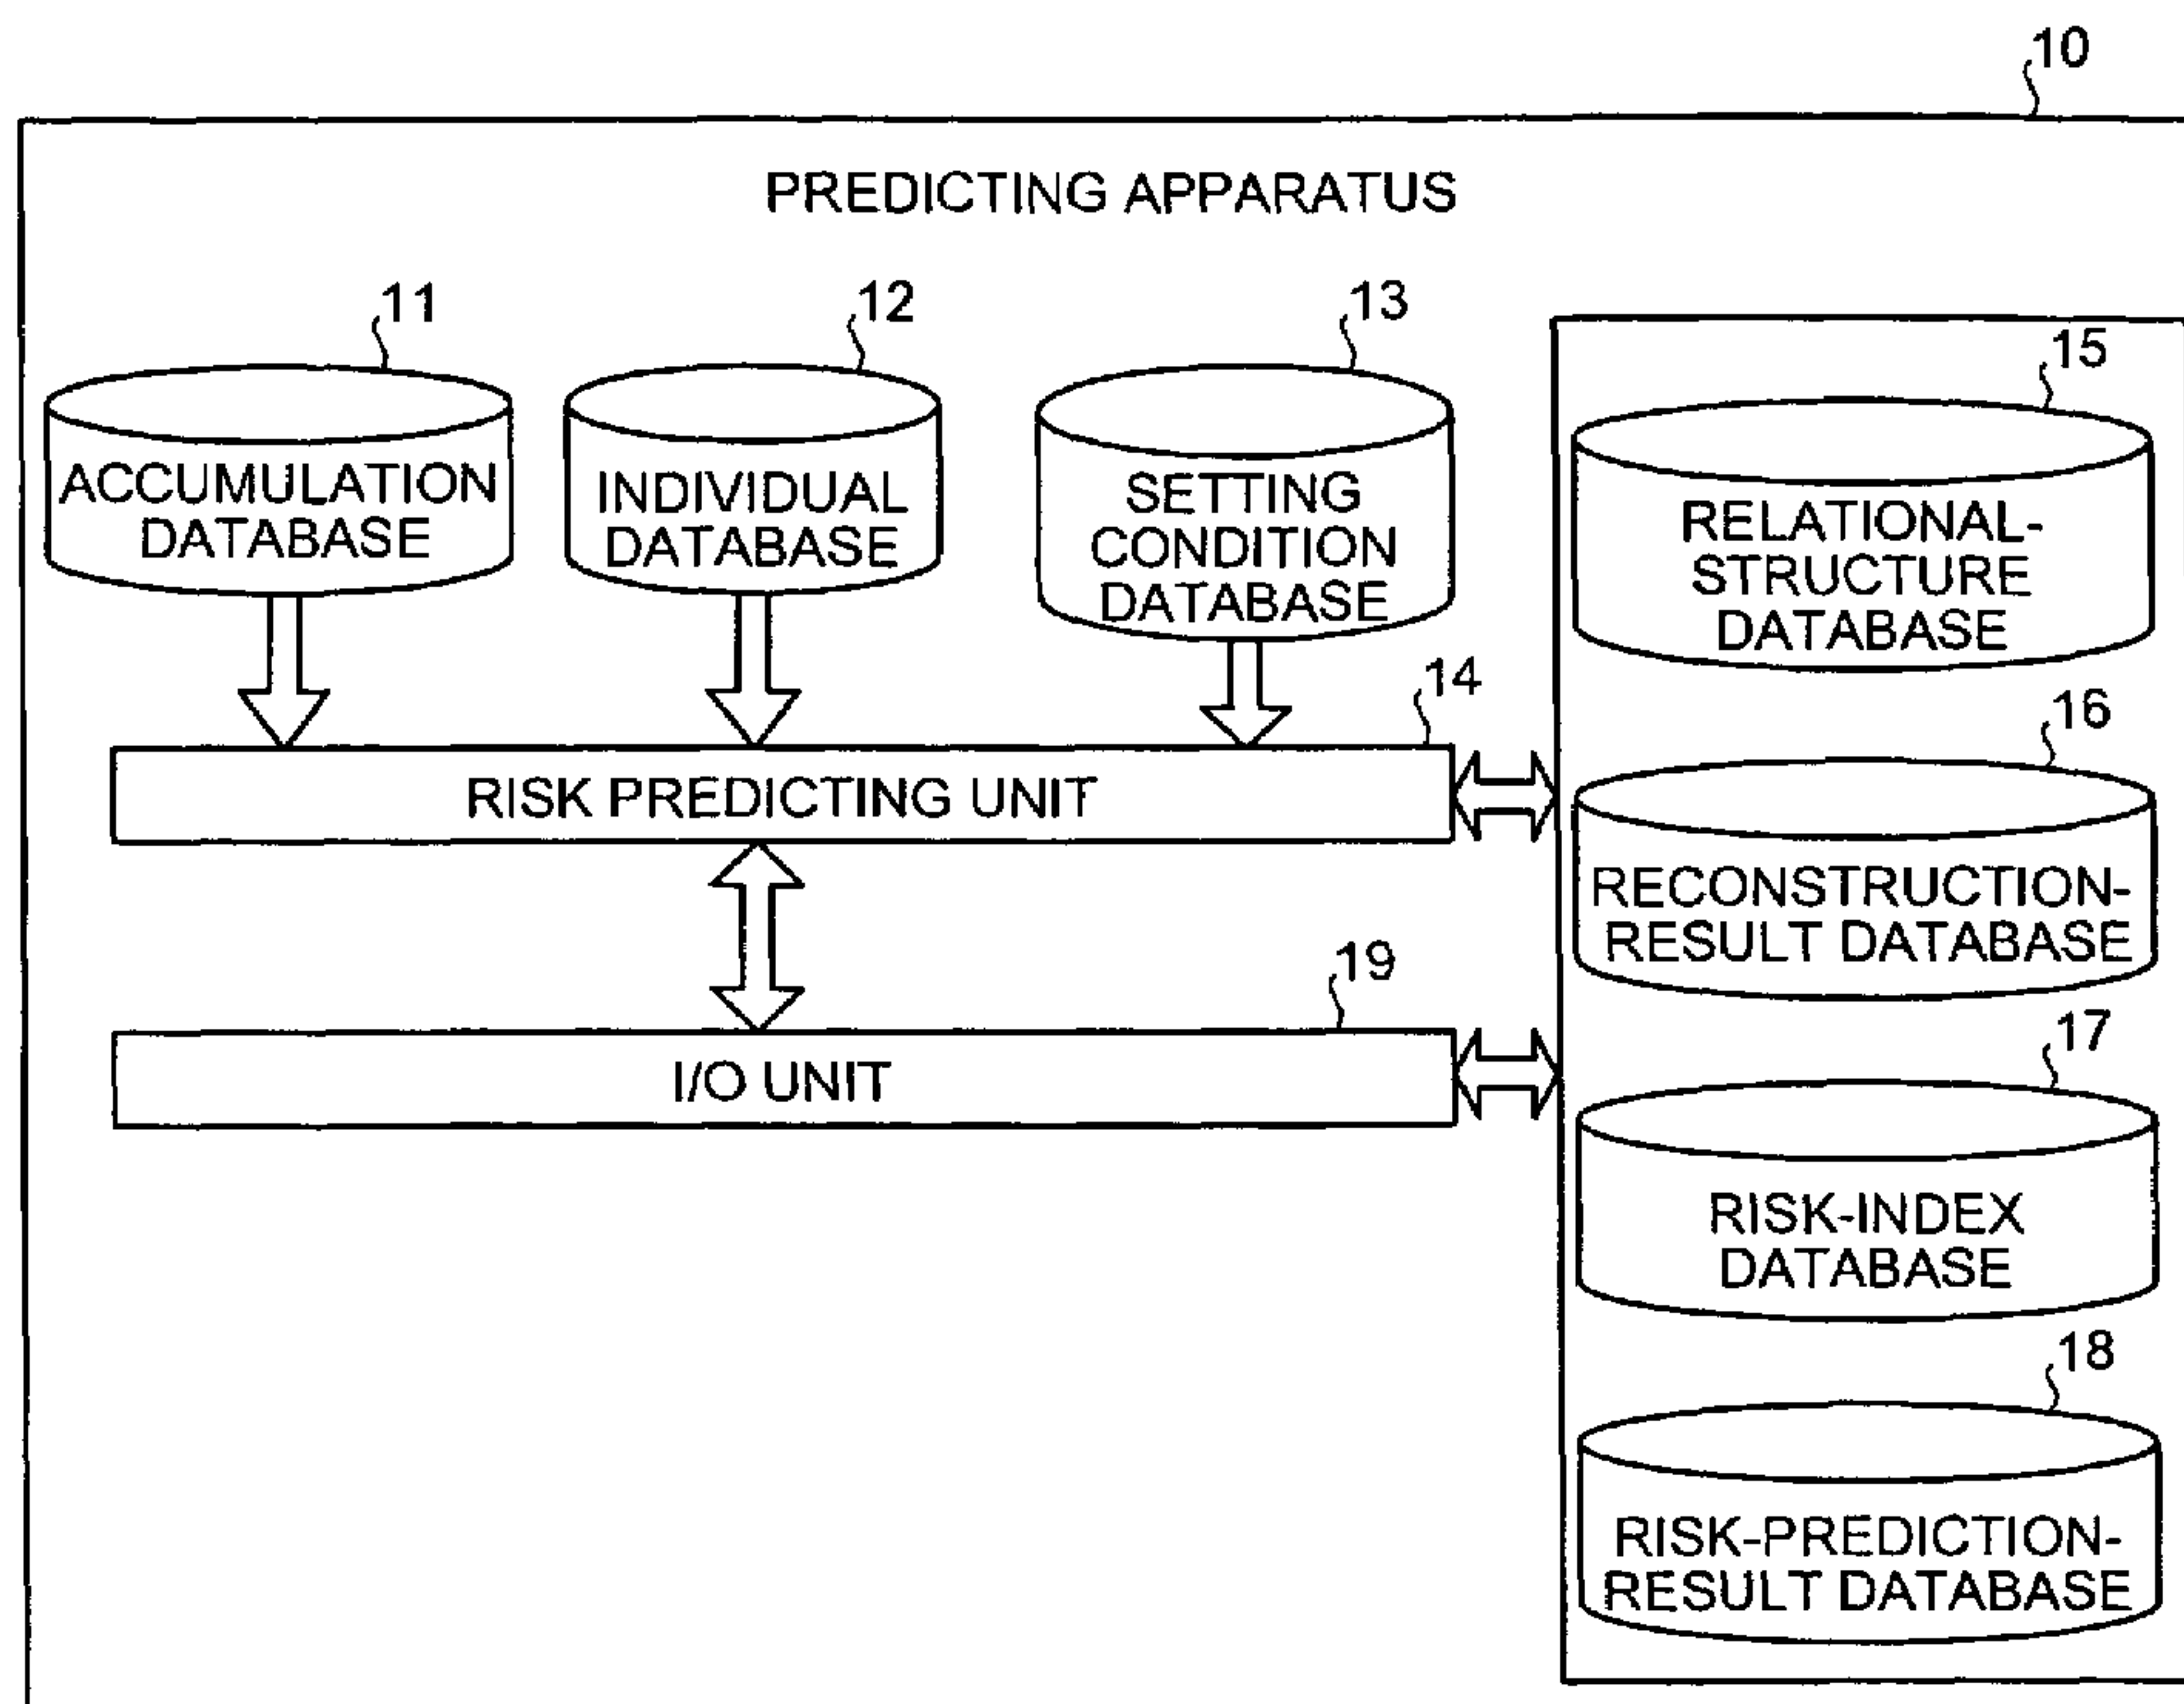 10
PREDICTING APPARATUS
11
12
13
ACCUMULATION
DATABASE
INDIVIDUAL
DATABASE
SETTING
CONDITION
DATABASE
15
RELATIONAL-
STRUCTURE
DATABASE
14
RISK PREDICTING UNIT
16
RECONSTRUCTION-
RESULT DATABASE
19
I/O UNIT
17
RISK-INDEX
DATABASE
18
RISK-PREDICTION-
RESULT DATABASE